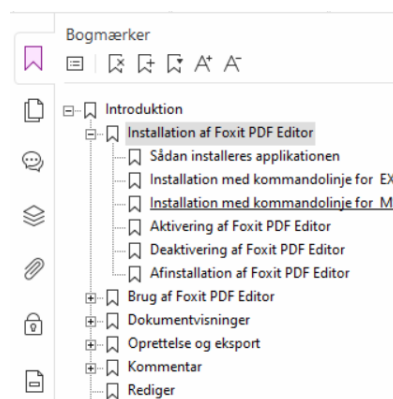 Bogmærker
Introduktion
Installation af Foxit PDF Editor
Sådan installeres applikationen
Installation med kommandolinje for EX
Installation med kommandolinje for M
Aktivering af Foxit PDF Editor
Deaktivering af Foxit PDF Editor
Afinstallation af Foxit PDF Editor
Brug af Foxit PDF Editor
Dokumentvisninger
Oprettelse og eksport
Kommentar
Rediger